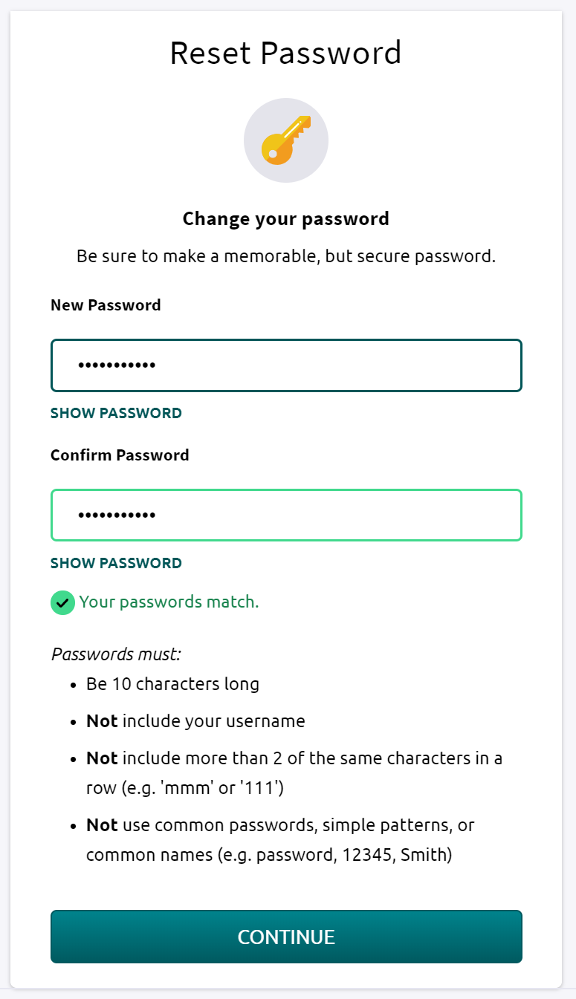 Reset Password
Change your password
Be sure to make a memorable, but secure password.
New Password
•••••••••••
SHOW PASSWORD
Confirm Password
•••••••••••
SHOW PASSWORD
Your passwords match.
Passwords must:
• Be 10 characters long
• Not include your username
• Not include more than 2 of the same characters in a
row (e.g. 'mmm' or '111')
• Not use common passwords, simple patterns, or
common names (e.g. password, 12345, Smith)
CONTINUE